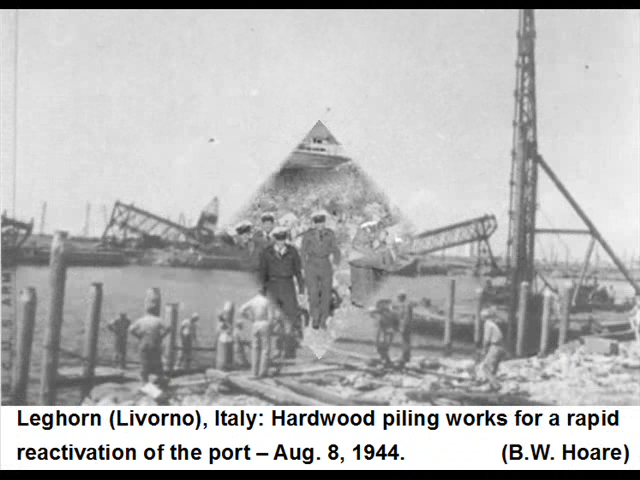 Leghorn (Livorno), Italy: Hardwood piling works for a rapid
reactivation of the port – Aug. 8, 1944. (B.W. Hoare)